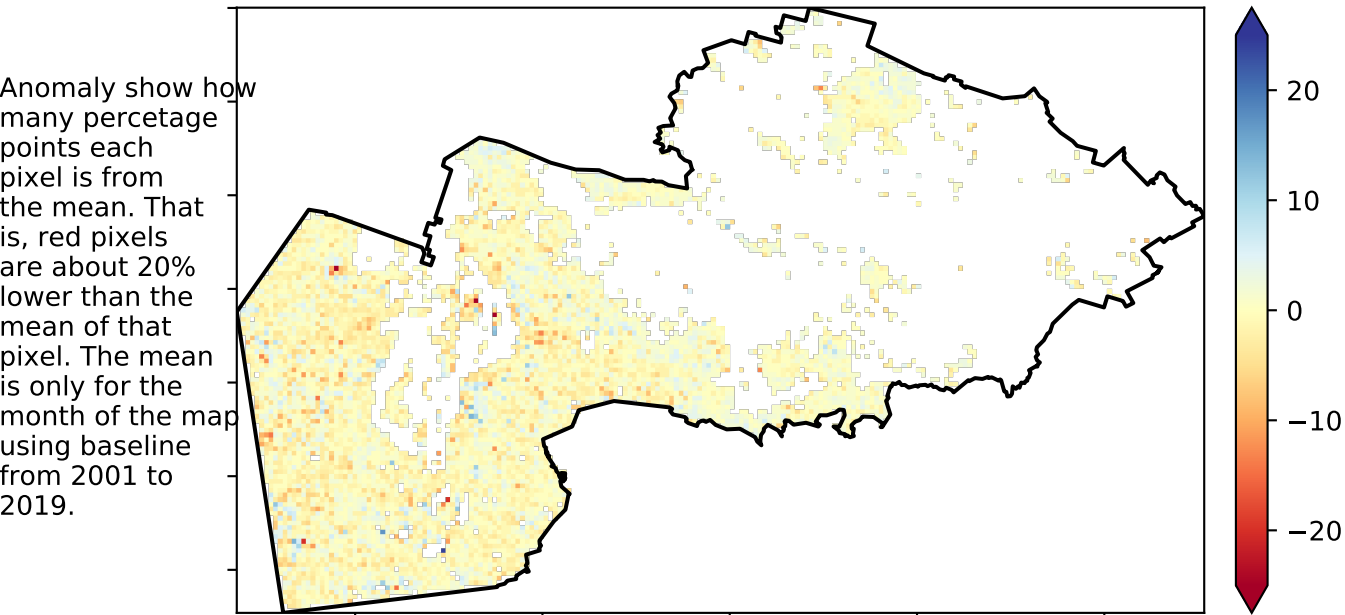 Anomaly show how
many percetage
points each
pixel is from
the mean. That
is, red pixels
are about 20%
lower than the
mean of that
pixel. The mean
is only for the
month of the map
using baseline
from 2001 to
2019.
20
10
0
−10
−20